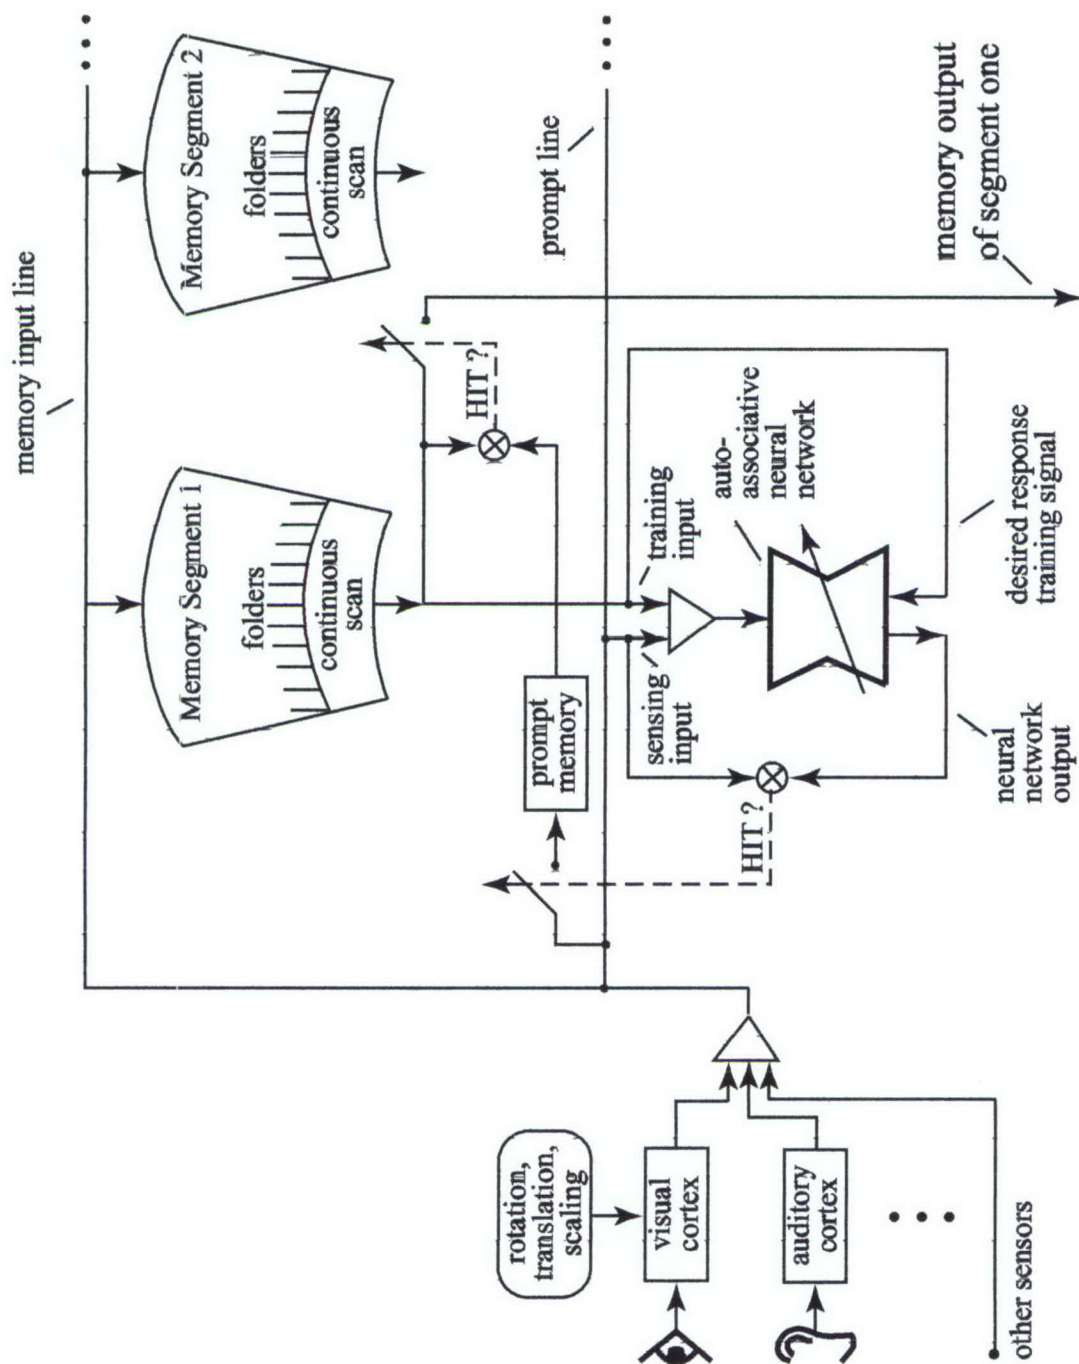 memory input line
Memory Segment 1
folders
continuous
scan
Memory Segment 2
folders
continuous
scan
HIT ?
prompt line
prompt
memory
rotation,
translation,
scaling
visual
cortex
auditory
cortex
other sensors
sensing
input
training
input
HIT ?
auto-
associative
neural
network
neural
network
output
desired response
training signal
memory output
of segment one